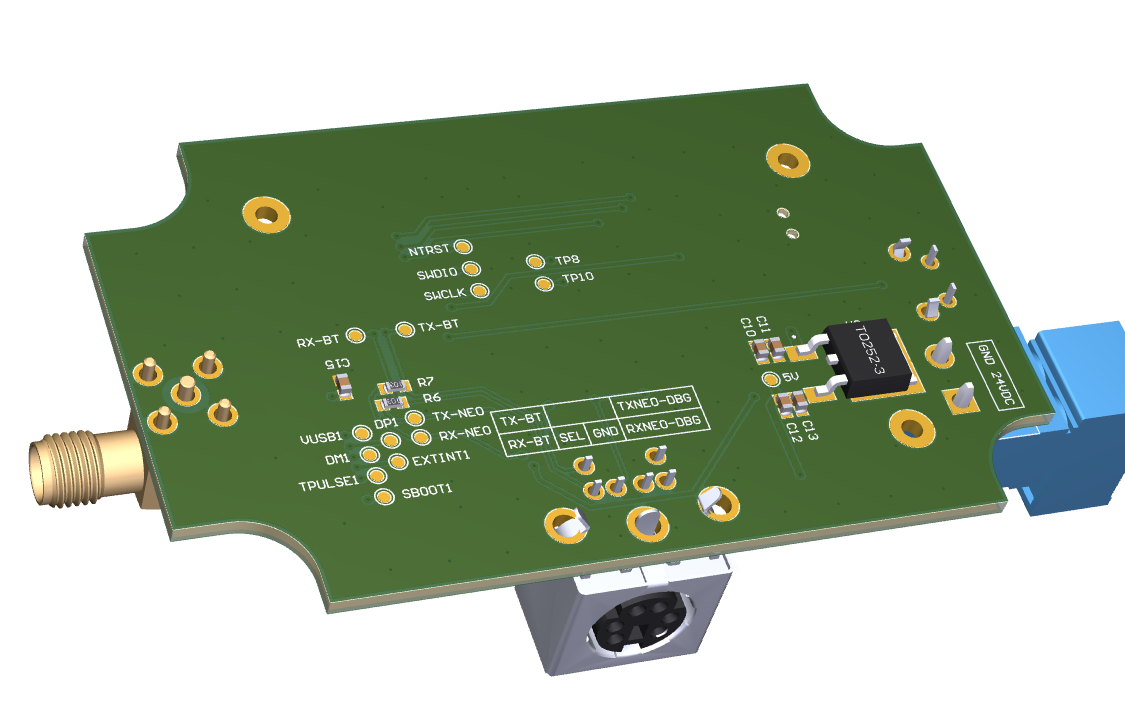 NTRST
SWDIO
SWCLK
TP8
TP10
RX-BT
TX-BT
C15
R7
R6
C10
C11
TO252-3
5V
C12
C13
GND 24VDC
TX-BT
TXNEO-DBG
RX-BT SEL GND RXNEO-DBG
TX-NEO
DP1
VUSB1
RX-NEO
DM1
EXTINT1
TPULSE1
SBOOT1